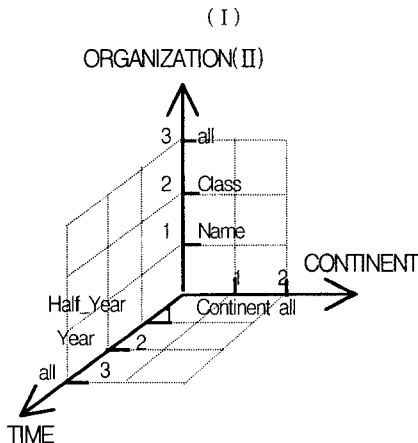 (Ⅰ)
ORGANIZATION(Ⅱ)
3 all
2 Class
1 Name
CONTINENT
1 2
Continent all
Half_Year 1
Year 2
all 3
TIME